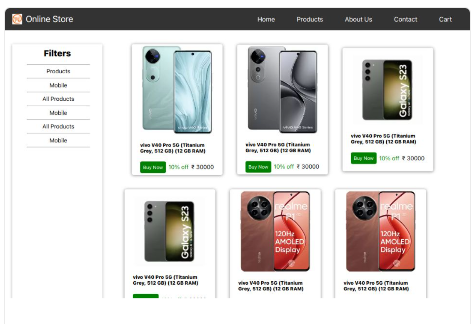 Online Store
Home Products About Us Contact Cart
Filters
Products
Mobile
All Products
Mobile
All Products
Mobile
vivo V40 Pro 5G (Titanium
Grey, 512 GB) (12 GB RAM)
Buy Now 10% off ₹ 30000
vivo V40 Pro 5G (Titanium
Grey, 512 GB) (12 GB RAM)
Buy Now 10% off ₹ 30000
Galaxy S23
vivo V40 Pro 5G (Titanium
Grey, 512 GB) (12 GB RAM)
Buy Now 10% off ₹ 30000
Galaxy S23
vivo V40 Pro 5G (Titanium
Grey, 512 GB) (12 GB RAM)
realme
120Hz
AMOLED
Display
vivo V40 Pro 5G (Titanium
Grey, 512 GB) (12 GB RAM)
realme
120Hz
AMOLED
Display
vivo V40 Pro 5G (Titanium
Grey, 512 GB) (12 GB RAM)